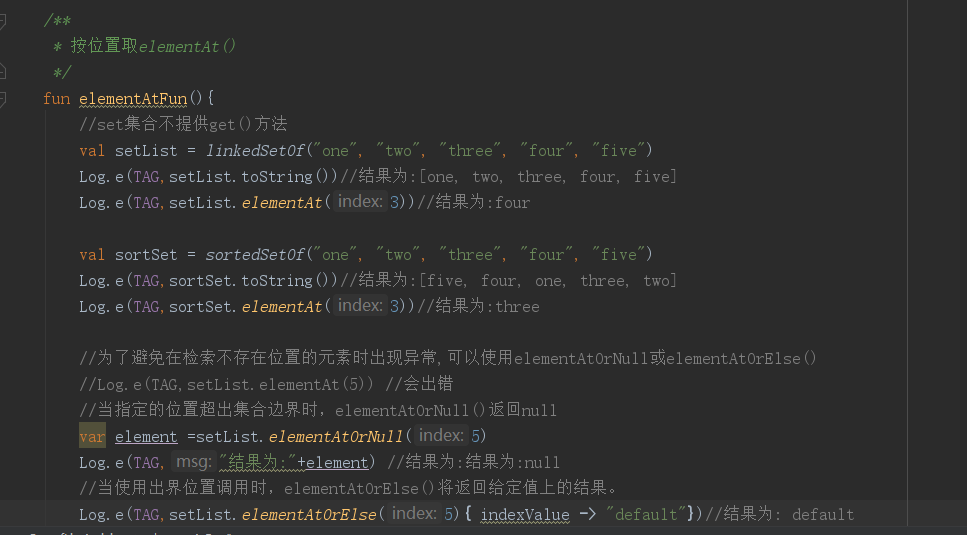 /**
* 按位置取elementAt()
*/
fun elementAtFun(){
//set集合不提供get()方法
val setList = linkedSetOf("one", "two", "three", "four", "five")
Log.e(TAG,setList.toString())//结果为:[one, two, three, four, five]
Log.e(TAG,setList.elementAt( index: 3))//结果为:four
val sortSet = sortedSetOf("one", "two", "three", "four", "five")
Log.e(TAG,sortSet.toString())//结果为:[five, four, one, three, two]
Log.e(TAG,sortSet.elementAt( index: 3))//结果为:three
//为了避免在检索不存在位置的元素时出现异常,可以使用elementAtOrNull或elementAtOrElse()
//Log.e(TAG,setList.elementAt(5)) //会出错
//当指定的位置超出集合边界时，elementAtOrNull()返回null
var element =setList.elementAtOrNull( index: 5)
Log.e(TAG, msg: "结果为:"+element) //结果为:结果为:null
//当使用出界位置调用时，elementAtOrElse()将返回给定值上的结果。
Log.e(TAG,setList.elementAtOrElse( index: 5){ indexValue -> "default"})//结果为: default